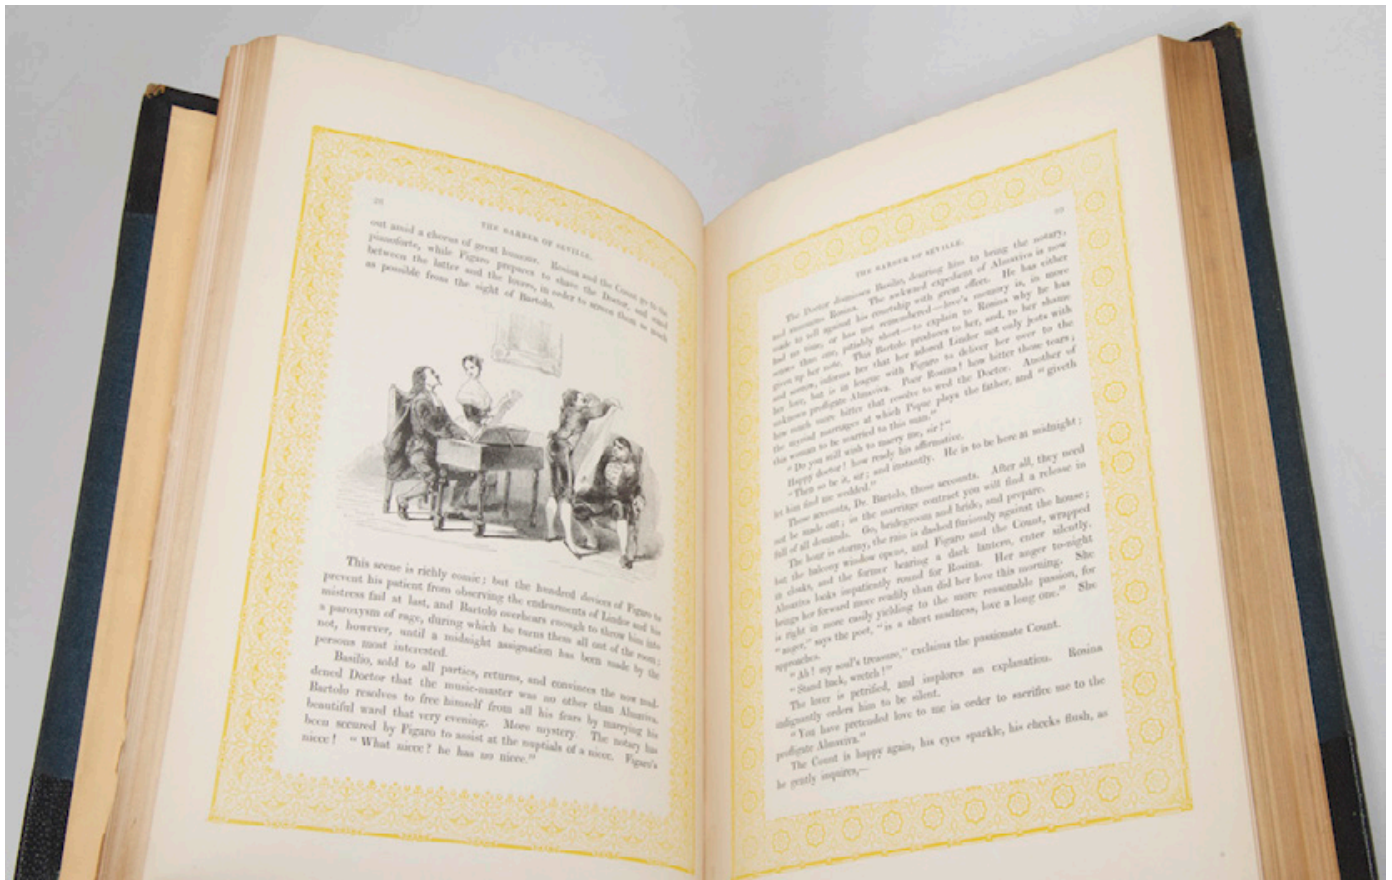 28
THE BARBER OF SEVILLE.
out amid a chorus of great humour. Rosina and the Count go to the
pianoforte, while Figaro prepares to shave the Doctor, and stand
between the latter and the lovers, in order to screen them as much
as possible from the sight of Bartolo.
This scene is richly comic; but the hundred devices of Figaro to
prevent his patient from observing the endearments of Lindor and his
mistress fail at last, and Bartolo overhears enough to throw him into
a paroxysm of rage, during which he turns them all out of the room;
not, however, until a midnight assignation has been made by the
persons most interested.
Basilio, sold to all parties, returns, and convinces the now mad-
dened Doctor that the music-master was no other than Almaviva.
Bartolo resolves to free himself from all his fears by marrying his
beautiful ward that very evening. More mystery. The notary has
been secured by Figaro to assist at the nuptials of a niece. Figaro's
niece! "What niece? he has no niece."
THE BARBER OF SEVILLE.
The Doctor dismisses Basilio, desiring him to bring the notary,
and summons Rosina. The awkward expedient of Almaviva is now
made to tell against his courtship with great effect. He has either
had no time, or has not remembered—love's memory is, in more
senses than one, pitiably short—to explain to Rosina why he has
given up her note. This Bartolo produces to her, and, to her shame
and sorrow, informs her that her adored Lindor not only jests with
her love, but is in league with Figaro to deliver her over to the
unknown profligate Almaviva. Poor Rosina! how bitter those tears;
how much more bitter that resolve to wed the Doctor. Another of
the myriad marriages at which Pique plays the father, and "giveth
this woman to be married to this man."
"Do you still wish to marry me, sir?"
Happy doctor! how ready his affirmative.
"Then so be it, sir; and instantly. He is to be here at midnight;
let him find me wedded."
Those accounts, Dr. Bartolo, those accounts. After all, they need
not be made out; in the marriage contract you will find a release in
full of all demands. Go, bridegroom and bride, and prepare.
The hour is stormy, the rain is dashed furiously against the house;
but the balcony window opens, and Figaro and the Count, wrapped
in cloaks, and the former bearing a dark lantern, enter silently.
Almaviva looks impatiently round for Rosina. Her anger to-night
brings her forward more readily than did her love this morning. She
is right in more easily yielding to the more reasonable passion, for
"anger," says the poet, "is a short madness, love a long one." She
approaches.
"Ah! my soul's treasure," exclaims the passionate Count.
"Stand back, wretch!"
The lover is petrified, and implores an explanation. Rosina
indignantly orders him to be silent.
"You have pretended love to me in order to sacrifice me to the
profligate Almaviva."
The Count is happy again, his eyes sparkle, his cheeks flush, as
he gently inquires,—